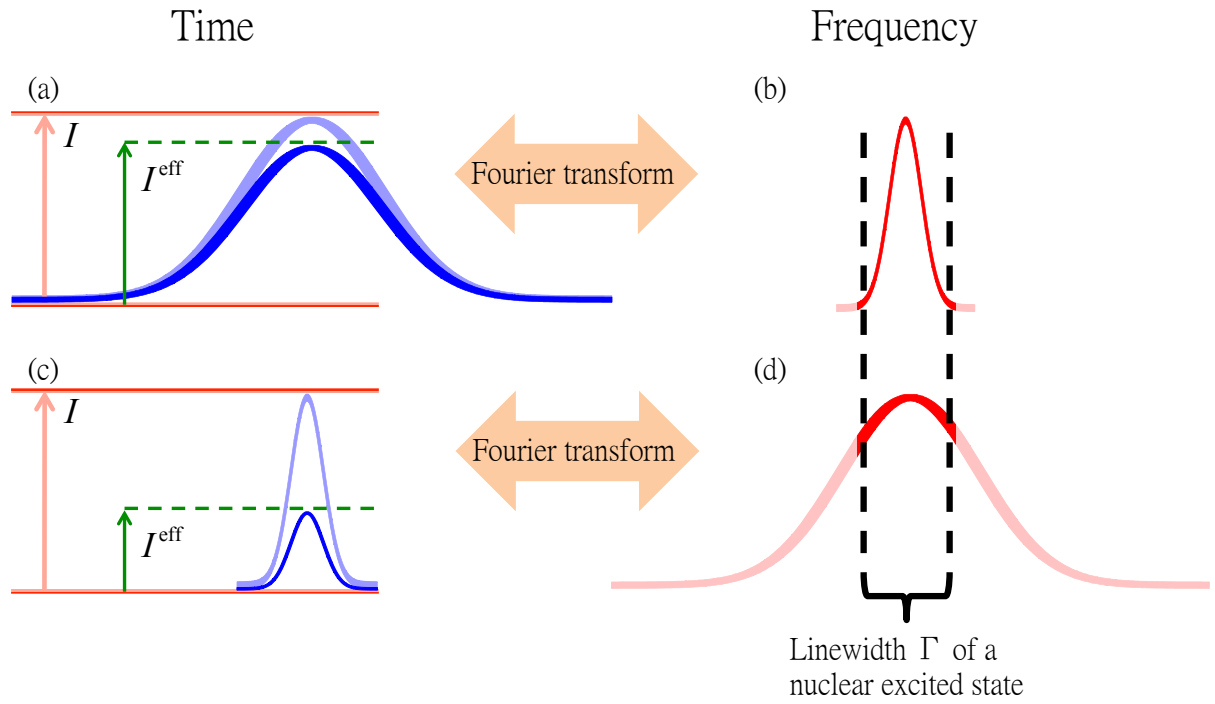 Time
Frequency
(a)
(b)
I
I^eff
Fourier transform
(c)
(d)
I
I^eff
Fourier transform
Linewidth Γ of a
nuclear excited state